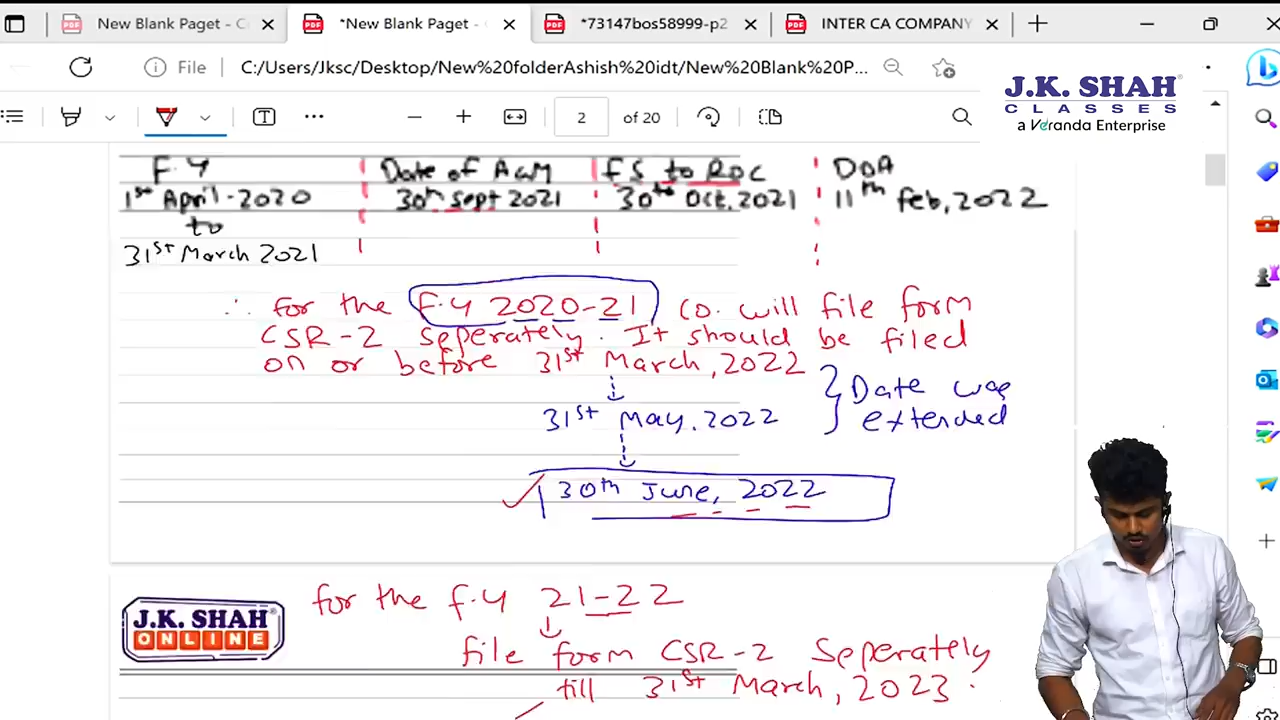 New Blank Paget - C
*New Blank Paget - C
*73147bos58999-p2
INTER CA COMPANY
File
C:/Users/Jksc/Desktop/New%20folderAshish%20idt/New%20Blank%20P...
J.K. SHAH
CLASSES
a Veranda Enterprise
2 of 20
F.Y Date of AGM FS to ROC DOA
1st April-2020 30th Sept 2021 30th Oct, 2021 11th feb, 2022
to
31st March 2021
∴ for the F.Y 2020-21 co. will file form
CSR-2 seperately. It should be filed
on or before 31st March, 2022
31st May, 2022
Date was
extended
30th June, 2022
for the f.y 21-22
J.K. SHAH
ONLINE
file form CSR-2 Seperately
till 31st March, 2023.